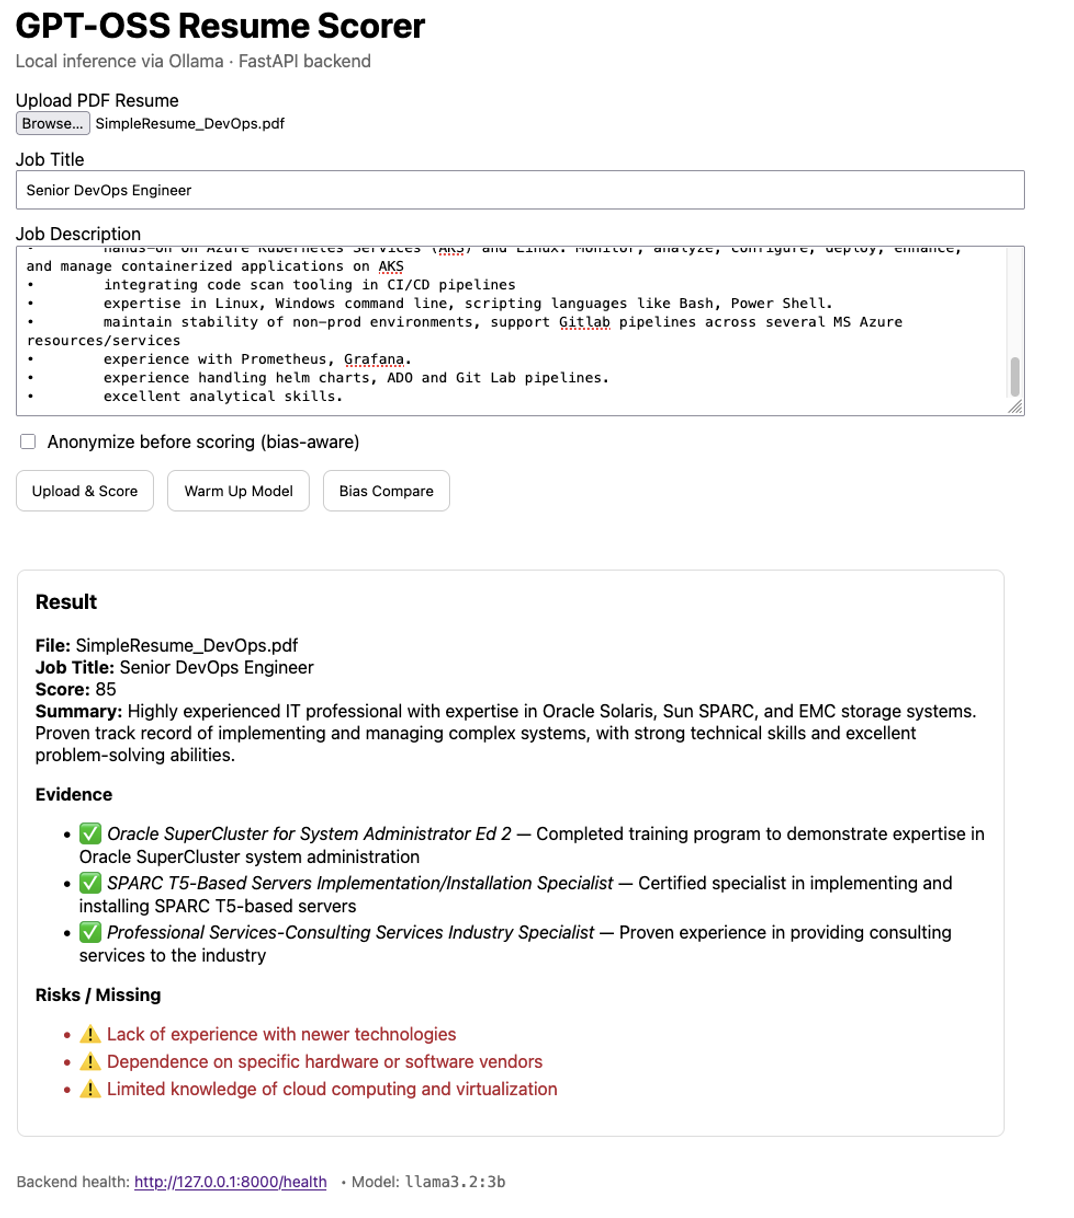 GPT-OSS Resume Scorer
Local inference via Ollama · FastAPI backend
Upload PDF Resume
Browse... SimpleResume_DevOps.pdf
Job Title
Senior DevOps Engineer
Job Description
• hands-on on Azure Kubernetes Services (AKS) and Linux. Monitor, analyze, configure, deploy, enhance,
and manage containerized applications on AKS
• integrating code scan tooling in CI/CD pipelines
• expertise in Linux, Windows command line, scripting languages like Bash, Power Shell.
• maintain stability of non-prod environments, support Gitlab pipelines across several MS Azure
resources/services
• experience with Prometheus, Grafana.
• experience handling helm charts, ADO and Git Lab pipelines.
• excellent analytical skills.
Anonymize before scoring (bias-aware)
Upload & Score Warm Up Model Bias Compare
Result
File: SimpleResume_DevOps.pdf
Job Title: Senior DevOps Engineer
Score: 85
Summary: Highly experienced IT professional with expertise in Oracle Solaris, Sun SPARC, and EMC storage systems.
Proven track record of implementing and managing complex systems, with strong technical skills and excellent
problem-solving abilities.
Evidence
• ✅ Oracle SuperCluster for System Administrator Ed 2 — Completed training program to demonstrate expertise in
Oracle SuperCluster system administration
• ✅ SPARC T5-Based Servers Implementation/Installation Specialist — Certified specialist in implementing and
installing SPARC T5-based servers
• ✅ Professional Services-Consulting Services Industry Specialist — Proven experience in providing consulting
services to the industry
Risks / Missing
• ⚠️ Lack of experience with newer technologies
• ⚠️ Dependence on specific hardware or software vendors
• ⚠️ Limited knowledge of cloud computing and virtualization
Backend health: http://127.0.0.1:8000/health • Model: llama3.2:3b